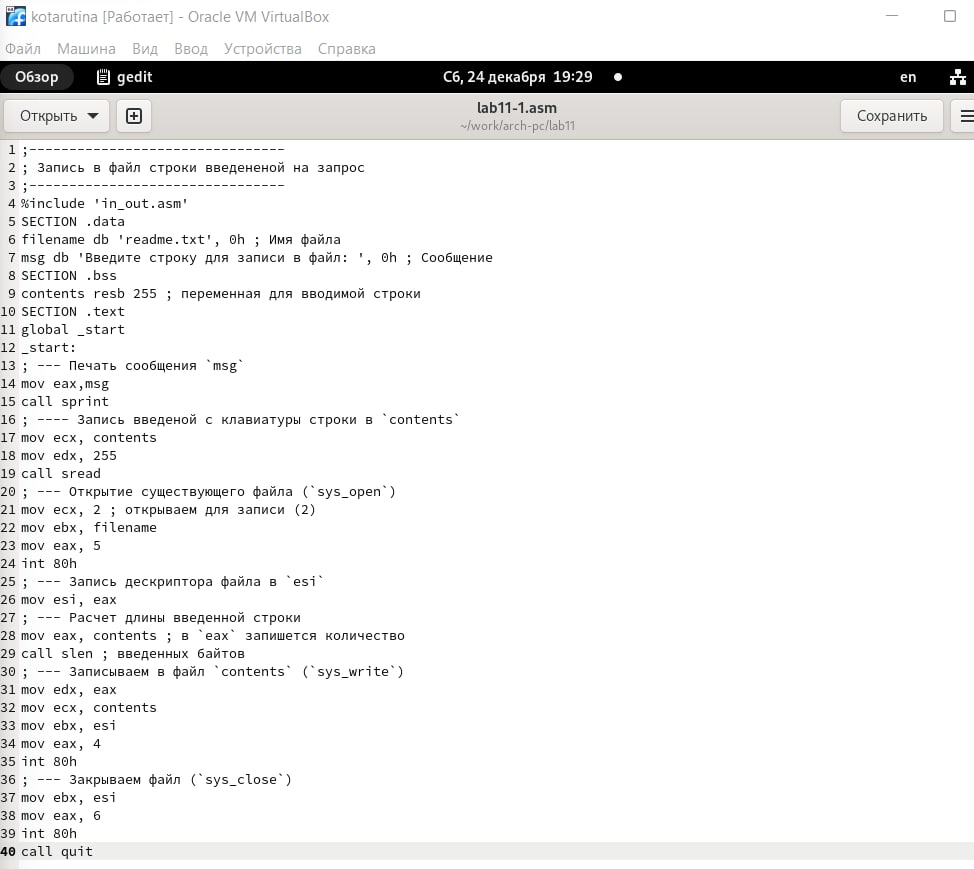 kotarutina [Работает] - Oracle VM VirtualBox
Файл Машина Вид Ввод Устройства Справка
Обзор gedit Сб, 24 декабря 19:29 en
Открыть lab11-1.asm Сохранить
~/work/arch-pc/lab11
1 ;--------------------------------
2 ; Запись в файл строки введененой на запрос
3 ;--------------------------------
4 %include 'in_out.asm'
5 SECTION .data
6 filename db 'readme.txt', 0h ; Имя файла
7 msg db 'Введите строку для записи в файл: ', 0h ; Сообщение
8 SECTION .bss
9 contents resb 255 ; переменная для вводимой строки
10 SECTION .text
11 global _start
12 _start:
13 ; --- Печать сообщения `msg`
14 mov eax,msg
15 call sprint
16 ; ---- Запись введеной с клавиатуры строки в `contents`
17 mov ecx, contents
18 mov edx, 255
19 call sread
20 ; --- Открытие существующего файла (`sys_open`)
21 mov ecx, 2 ; открываем для записи (2)
22 mov ebx, filename
23 mov eax, 5
24 int 80h
25 ; --- Запись дескриптора файла в `esi`
26 mov esi, eax
27 ; --- Расчет длины введенной строки
28 mov eax, contents ; в `eax` запишется количество
29 call slen ; введенных байтов
30 ; --- Записываем в файл `contents` (`sys_write`)
31 mov edx, eax
32 mov ecx, contents
33 mov ebx, esi
34 mov eax, 4
35 int 80h
36 ; --- Закрываем файл (`sys_close`)
37 mov ebx, esi
38 mov eax, 6
39 int 80h
40 call quit